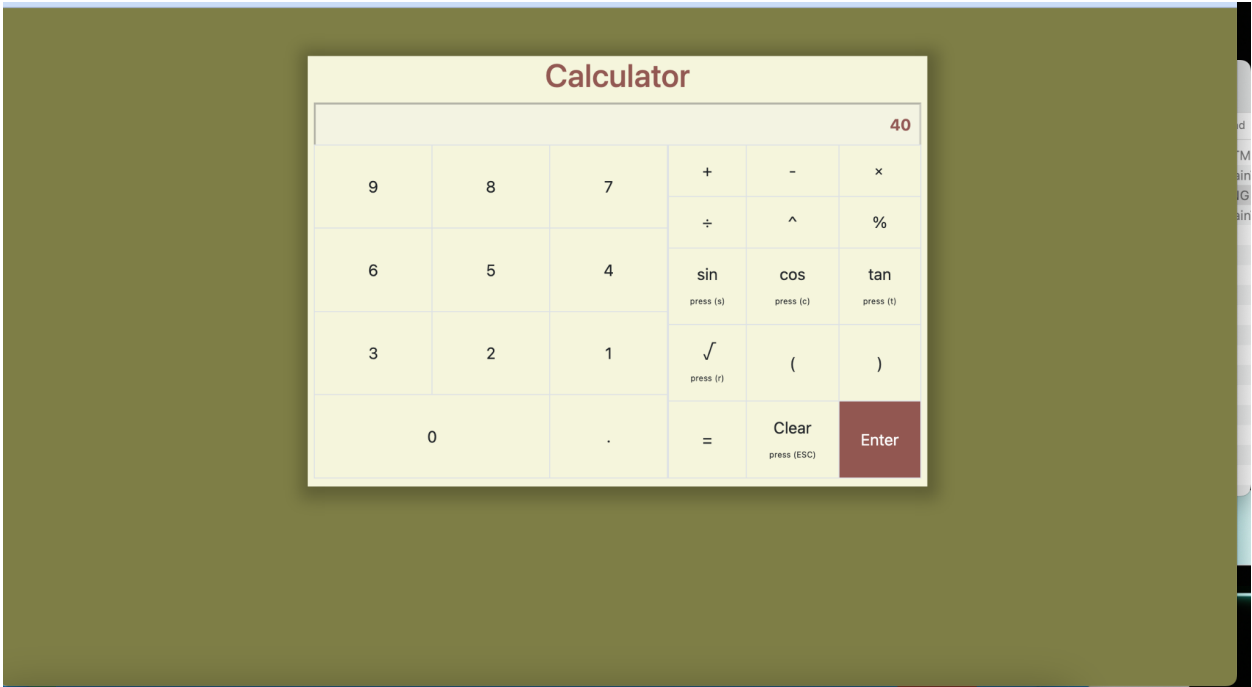 Calculator
40
9 8 7 + - ×
÷ ^ %
6 5 4 sin cos tan
press (s) press (c) press (t)
3 2 1 √ ( )
press (r)
0 . = Clear Enter
press (ESC)